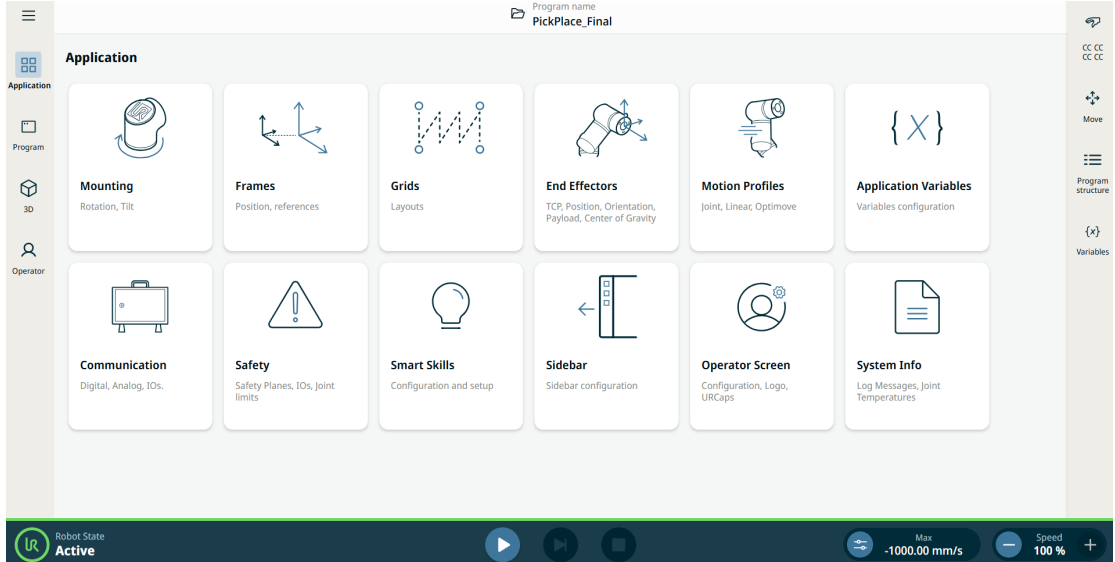 Program name
PickPlace_Final
Application
Program
3D
Operator
Application
Mounting
Rotation, Tilt
Frames
Position, references
Grids
Layouts
End Effectors
TCP, Position, Orientation,
Payload, Center of Gravity
Motion Profiles
Joint, Linear, Optimove
{X}
Application Variables
Variables configuration
Communication
Digital, Analog, IOs.
Safety
Safety Planes, IOs, Joint
limits
Smart Skills
Configuration and setup
Sidebar
Sidebar configuration
Operator Screen
Configuration, Logo,
URCaps
System Info
Log Messages, Joint
Temperatures
CC CC
CC CC
Move
Program
structure
{x}
Variables
UR
Robot State
Active
Max
-1000.00 mm/s
Speed
100 %